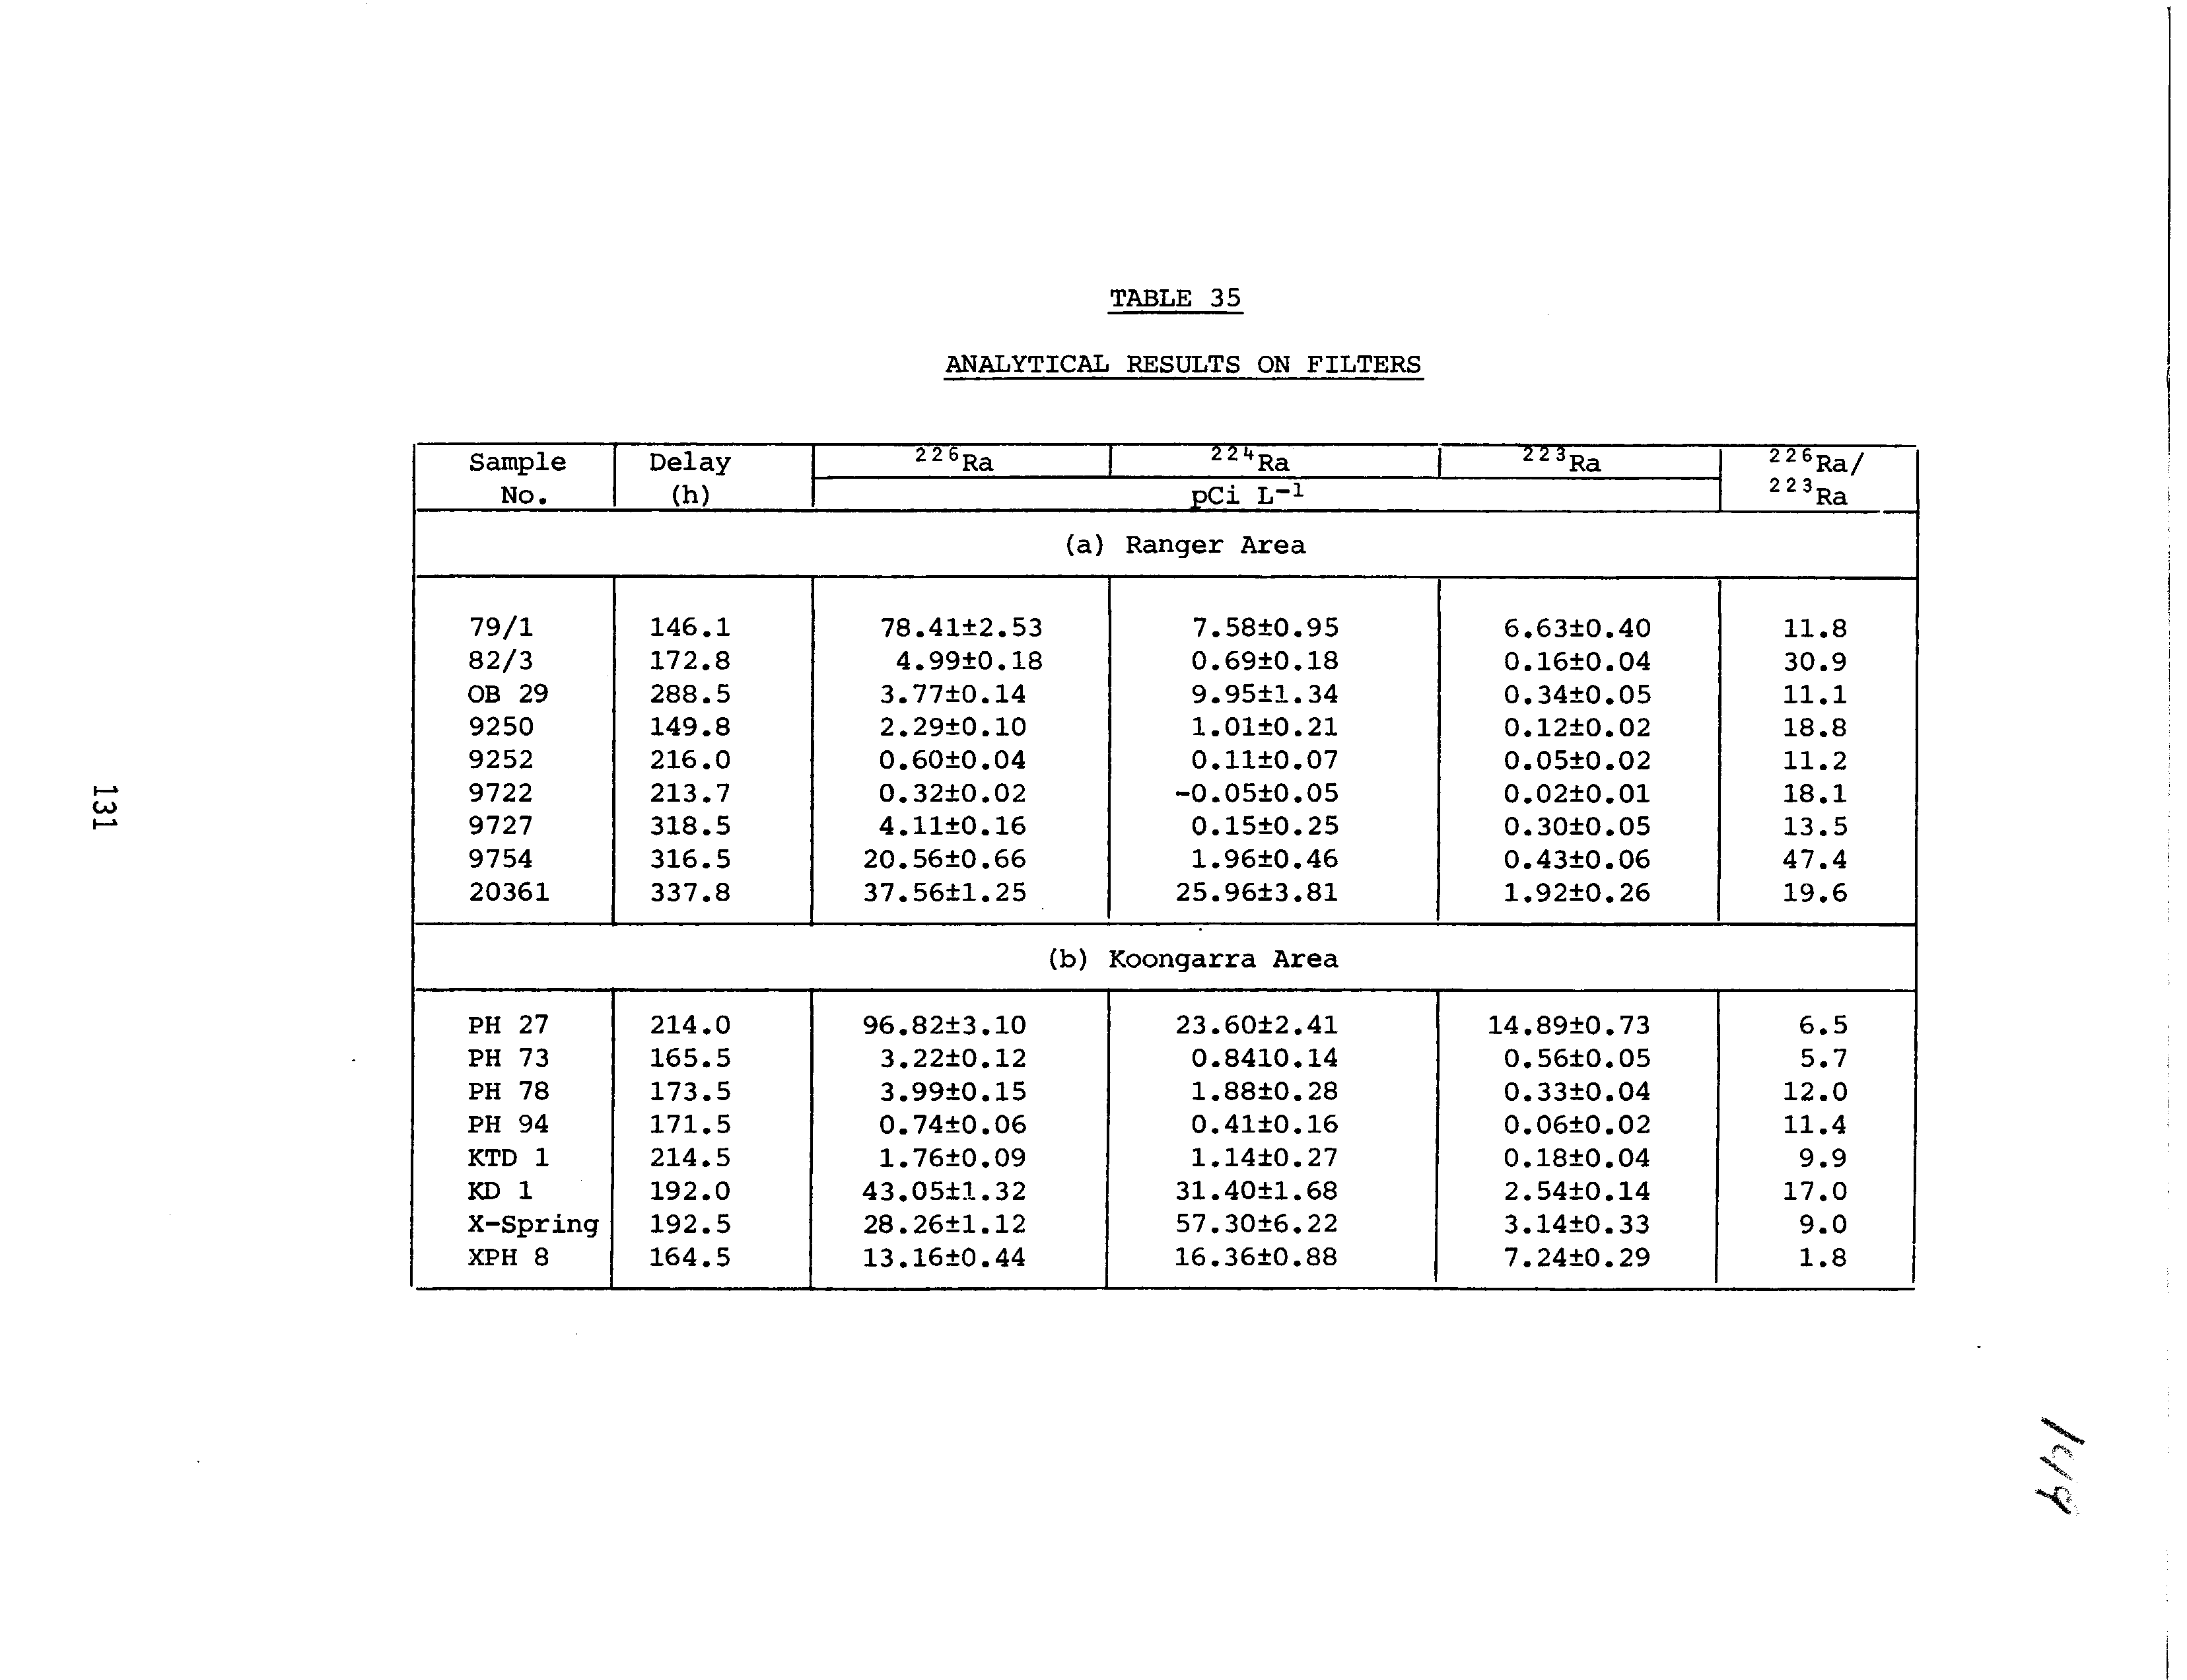 TABLE 35
ANALYTICAL RESULTS ON FILTERS
Sample No. Delay (h) ²²⁶Ra ²²⁴Ra ²²³Ra ²²⁶Ra/ ²²³Ra
pCi L⁻¹
(a) Ranger Area
79/1 146.1 78.41±2.53 7.58±0.95 6.63±0.40 11.8
82/3 172.8 4.99±0.18 0.69±0.18 0.16±0.04 30.9
OB 29 288.5 3.77±0.14 9.95±1.34 0.34±0.05 11.1
9250 149.8 2.29±0.10 1.01±0.21 0.12±0.02 18.8
9252 216.0 0.60±0.04 0.11±0.07 0.05±0.02 11.2
9722 213.7 0.32±0.02 -0.05±0.05 0.02±0.01 18.1
9727 318.5 4.11±0.16 0.15±0.25 0.30±0.05 13.5
9754 316.5 20.56±0.66 1.96±0.46 0.43±0.06 47.4
20361 337.8 37.56±1.25 25.96±3.81 1.92±0.26 19.6
(b) Koongarra Area
PH 27 214.0 96.82±3.10 23.60±2.41 14.89±0.73 6.5
PH 73 165.5 3.22±0.12 0.8410.14 0.56±0.05 5.7
PH 78 173.5 3.99±0.15 1.88±0.28 0.33±0.04 12.0
PH 94 171.5 0.74±0.06 0.41±0.16 0.06±0.02 11.4
KTD 1 214.5 1.76±0.09 1.14±0.27 0.18±0.04 9.9
KD 1 192.0 43.05±1.32 31.40±1.68 2.54±0.14 17.0
X-Spring 192.5 28.26±1.12 57.30±6.22 3.14±0.33 9.0
XPH 8 164.5 13.16±0.44 16.36±0.88 7.24±0.29 1.8
131